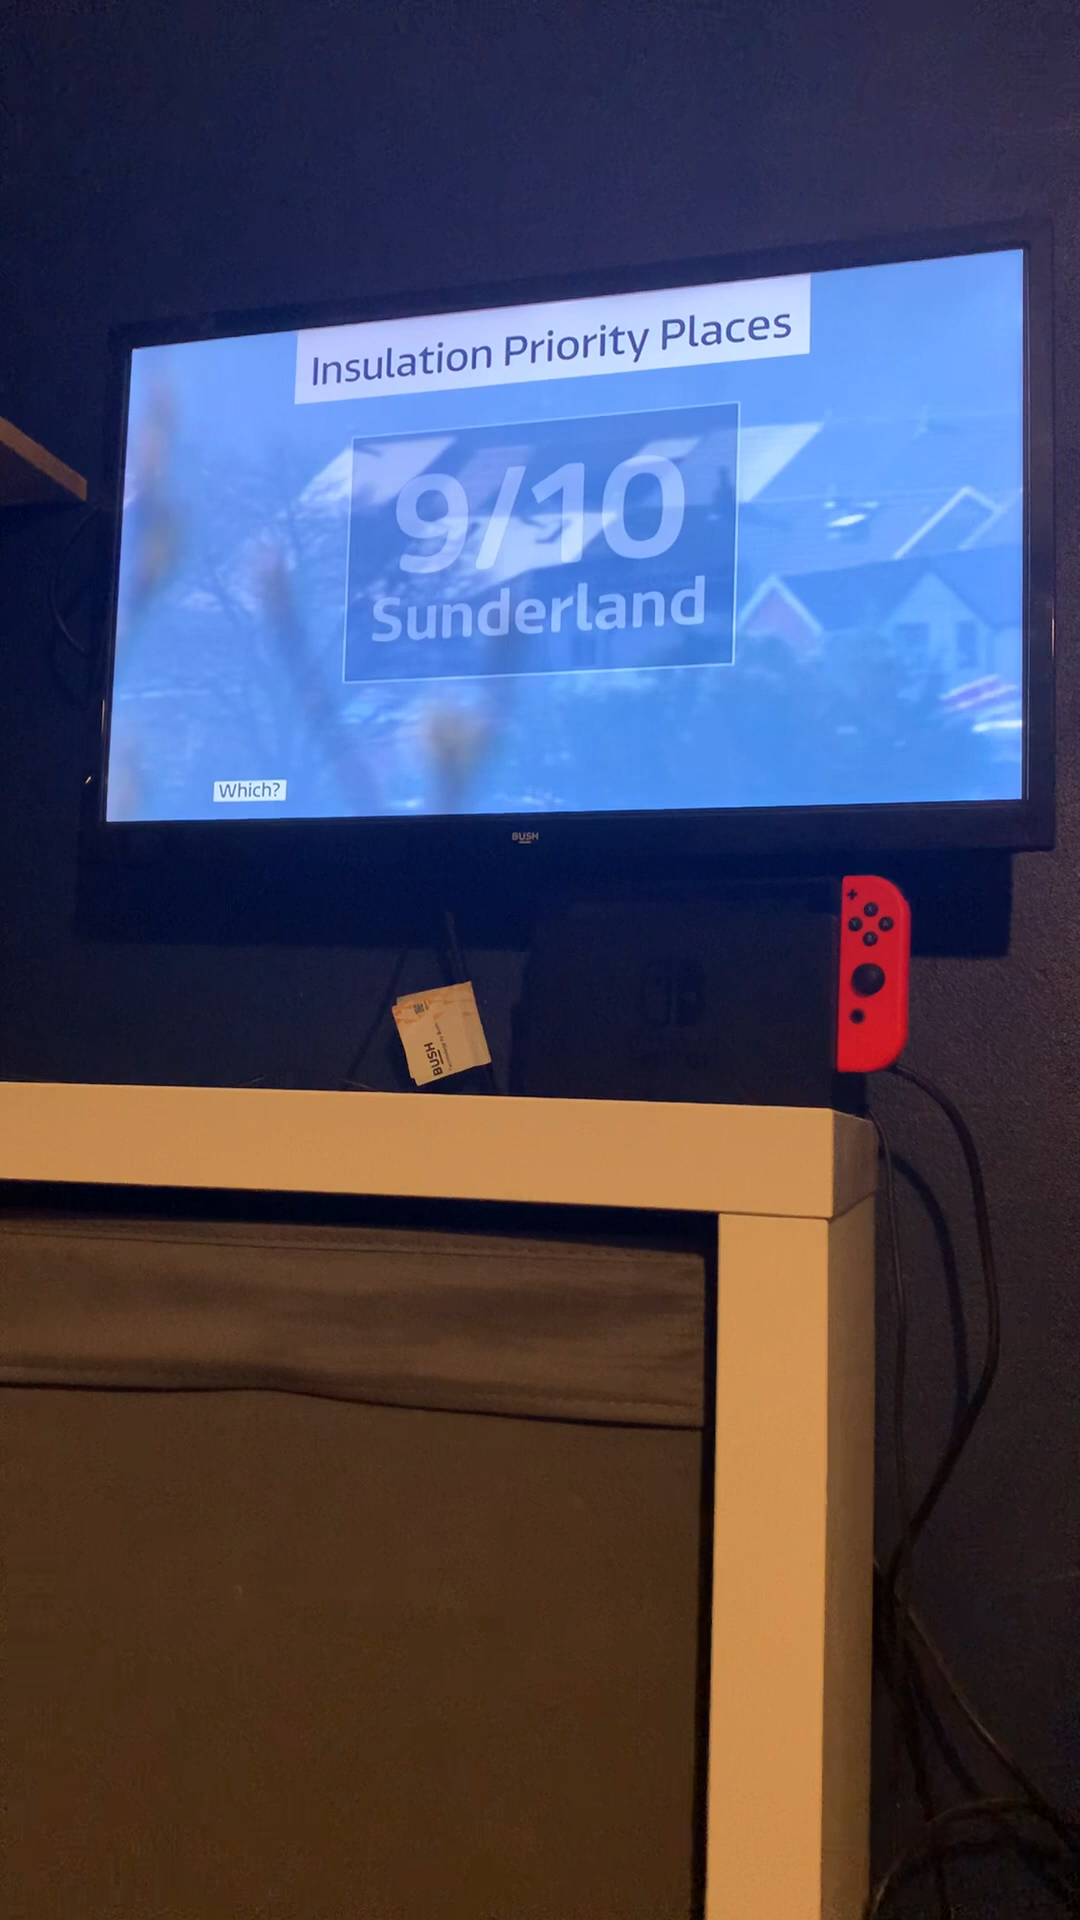 Insulation Priority Places
9/10
Sunderland
Which?
BUSH
BUSH